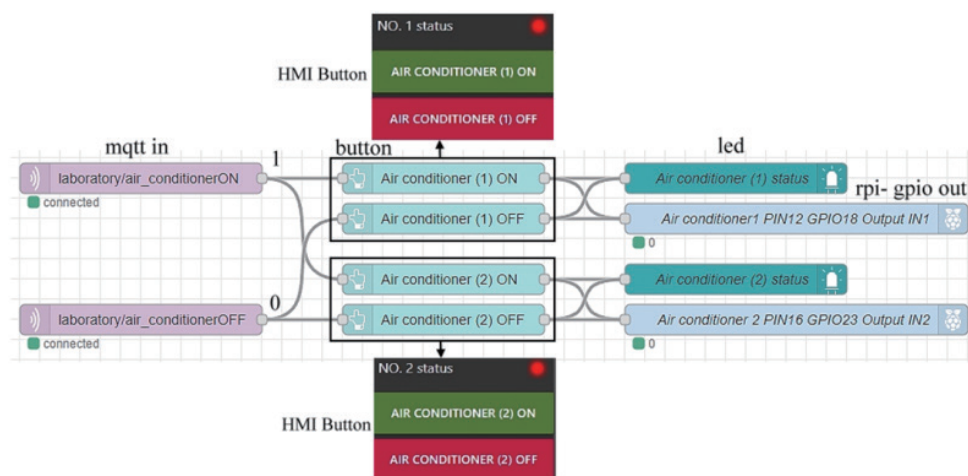 NO. 1 status
HMI Button
AIR CONDITIONER (1) ON
AIR CONDITIONER (1) OFF
mqtt in
1
button
led
laboratory/air_conditionerON
connected
Air conditioner (1) ON
Air conditioner (1) status
rpi- gpio out
Air conditioner (1) OFF
Air conditioner1 PIN12 GPIO18 Output IN1
0
Air conditioner (2) ON
Air conditioner (2) status
0
laboratory/air_conditionerOFF
connected
Air conditioner (2) OFF
Air conditioner 2 PIN16 GPIO23 Output IN2
0
NO. 2 status
HMI Button
AIR CONDITIONER (2) ON
AIR CONDITIONER (2) OFF